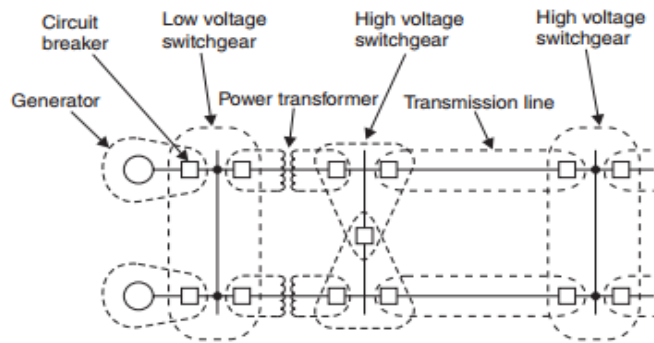 Circuit
breaker
Low voltage
switchgear
High voltage
switchgear
High voltage
switchgear
Generator
Power transformer
Transmission line